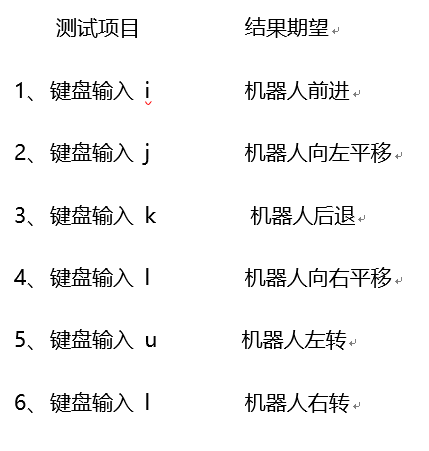 测试项目 结果期望
1、键盘输入 i 机器人前进
2、键盘输入 j 机器人向左平移
3、键盘输入 k 机器人后退
4、键盘输入 l 机器人向右平移
5、键盘输入 u 机器人左转
6、键盘输入 l 机器人右转